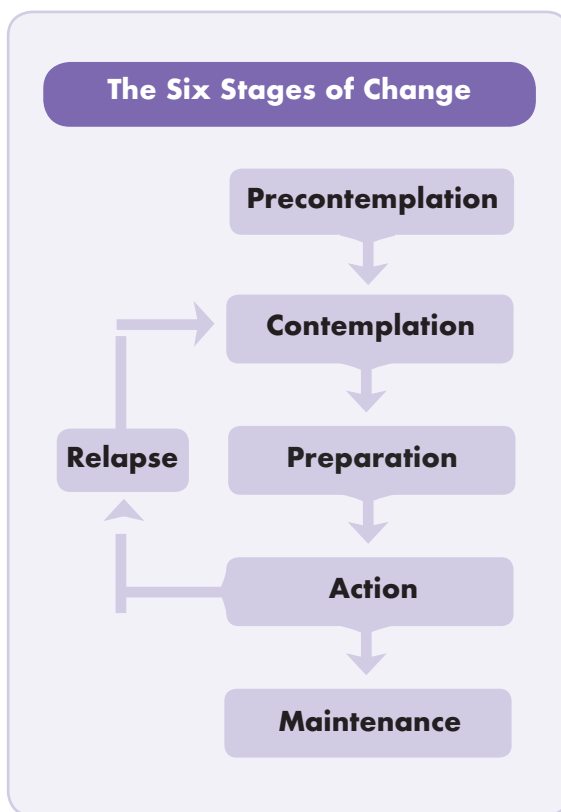 The Six Stages of Change
Precontemplation
Contemplation
Relapse
Preparation
Action
Maintenance